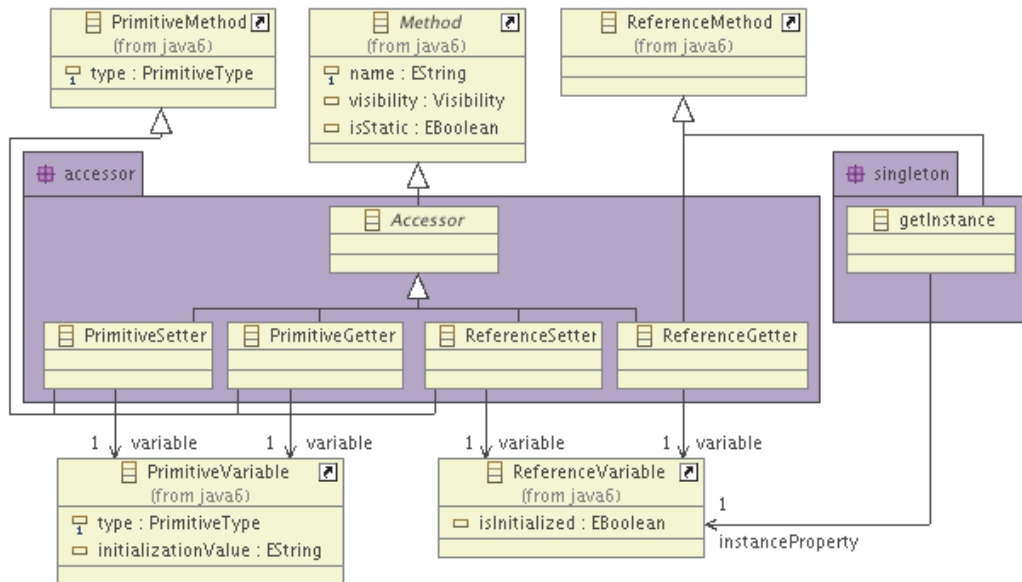 PrimitiveMethod
(from java6)
type : PrimitiveType
Method
(from java6)
name : EString
visibility : Visibility
isStatic : EBoolean
ReferenceMethod
(from java6)
accessor
singleton
Accessor
getInstance
PrimitiveSetter
PrimitiveGetter
ReferenceSetter
ReferenceGetter
1 variable
1 variable
1 variable
1 variable
PrimitiveVariable
(from java6)
type : PrimitiveType
initializationValue : EString
ReferenceVariable
(from java6)
isInitialized : EBoolean
1
instanceProperty